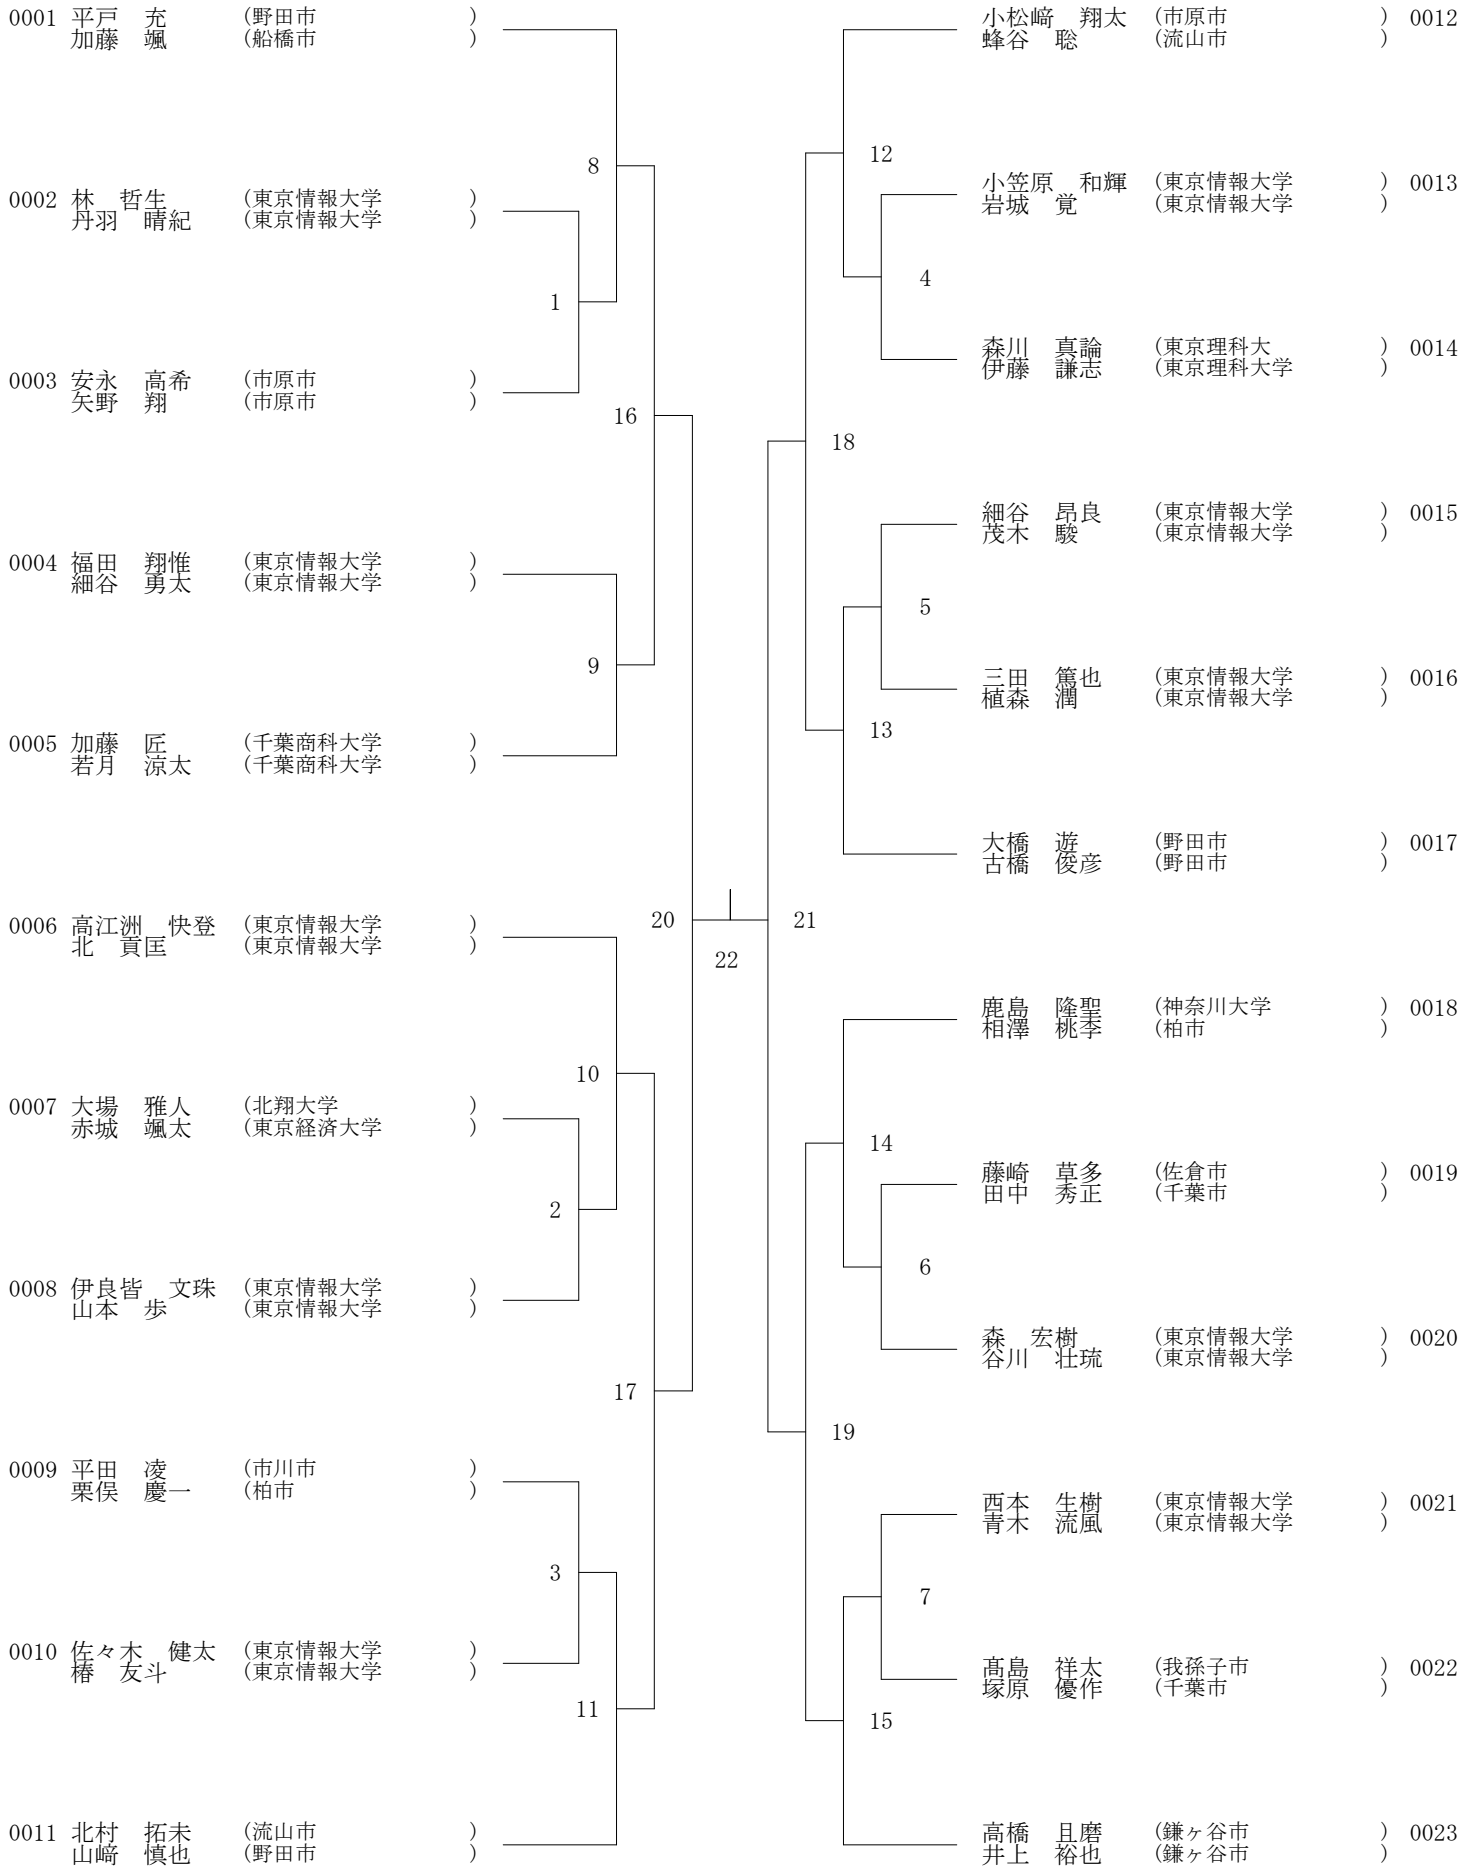 0001 平戸　充 (野田市 )
加藤　颯 (船橋市 )
8
0002 林　哲生 (東京情報大学 )
丹羽　晴紀 (東京情報大学 )
1
0003 安永　高希 (市原市 )
矢野　翔 (市原市 )
16
0004 福田　翔惟 (東京情報大学 )
細谷　勇太 (東京情報大学 )
9
0005 加藤　匠 (千葉商科大学 )
若月　涼太 (千葉商科大学 )
20
0006 高江洲　快登 (東京情報大学 )
北　貢匡 (東京情報大学 )
10
0007 大場　雅人 (北翔大学 )
赤城　颯太 (東京経済大学 )
2
0008 伊良皆　文珠 (東京情報大学 )
山本　歩 (東京情報大学 )
17
0009 平田　凌 (市川市 )
栗俣　慶一 (柏市 )
3
0010 佐々木　健太 (東京情報大学 )
椿　友斗 (東京情報大学 )
11
0011 北村　拓未 (流山市 )
山﨑　慎也 (野田市 )
22
小松﨑　翔太 (市原市 ) 0012
蜂谷　聡 (流山市 )
12
小笠原　和輝 (東京情報大学 ) 0013
岩城　覚 (東京情報大学 )
4
森川　真論 (東京理科大 ) 0014
伊藤　謙志 (東京理科大学 )
18
細谷　昂良 (東京情報大学 ) 0015
茂木　駿 (東京情報大学 )
5
三田　篤也 (東京情報大学 ) 0016
植森　潤 (東京情報大学 )
13
大橋　遊 (野田市 ) 0017
古橋　俊彦 (野田市 )
21
鹿島　隆聖 (神奈川大学 ) 0018
相澤　桃李 (柏市 )
14
藤崎　草多 (佐倉市 ) 0019
田中　秀正 (千葉市 )
6
森　宏樹 (東京情報大学 ) 0020
谷川　壮琉 (東京情報大学 )
19
西本　生樹 (東京情報大学 ) 0021
青木　流風 (東京情報大学 )
7
髙島　祥太 (我孫子市 ) 0022
塚原　優作 (千葉市 )
15
高橋　且磨 (鎌ヶ谷市 ) 0023
井上　裕也 (鎌ヶ谷市 )